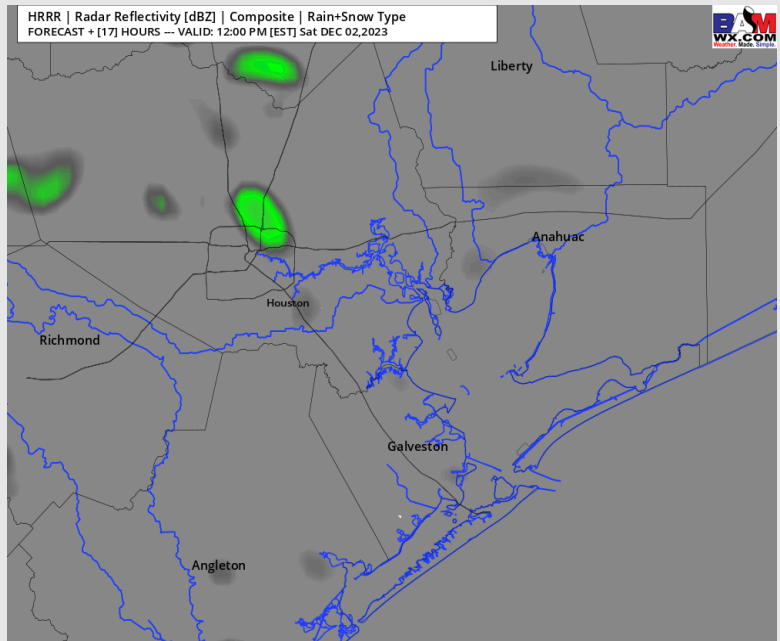 HRRR | Radar Reflectivity [dBZ] | Composite | Rain+Snow Type
FORECAST + [17] HOURS --- VALID: 12:00 PM [EST] Sat DEC 02,2023
BAM
WX.COM
Weather. Made. Simple.
Liberty
Anahuac
Houston
Richmond
Galveston
Angleton